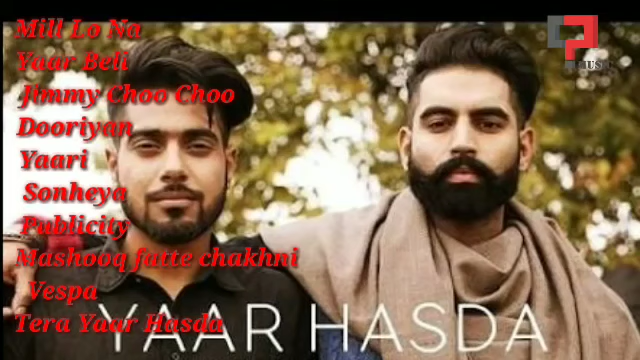 Mill Lo Na
Yaar Beli
Jimmy Choo Choo
Dooriyan
Yaari
Sonheya
Publicity
Mashooq fatte chakhni
Vespa
Tera Yaar Hasda
YAAR HASDA